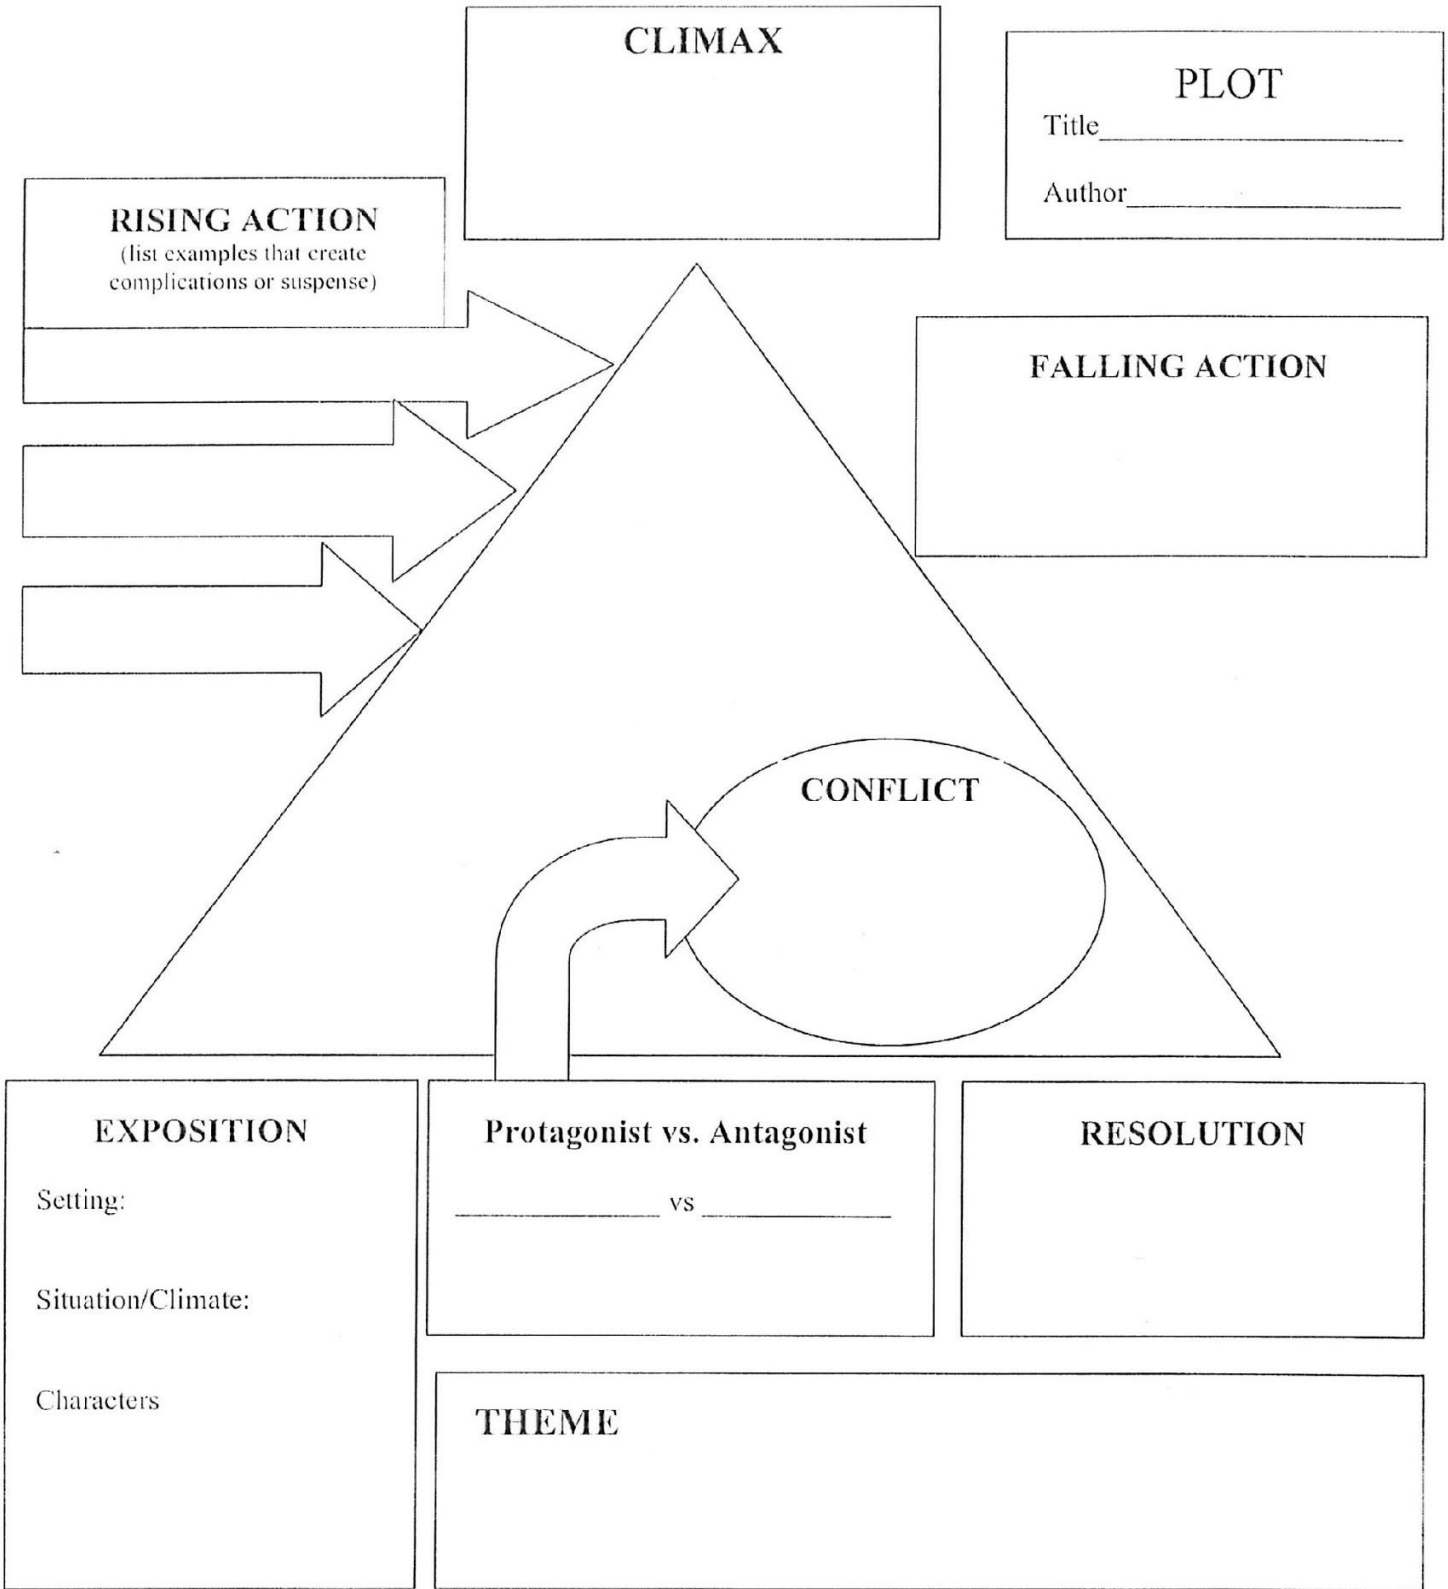 CLIMAX
PLOT
Title
Author
RISING ACTION
(list examples that create
complications or suspense)
FALLING ACTION
CONFLICT
EXPOSITION
Setting:
Situation/Climate:
Characters
Protagonist vs. Antagonist
vs
RESOLUTION
THEME